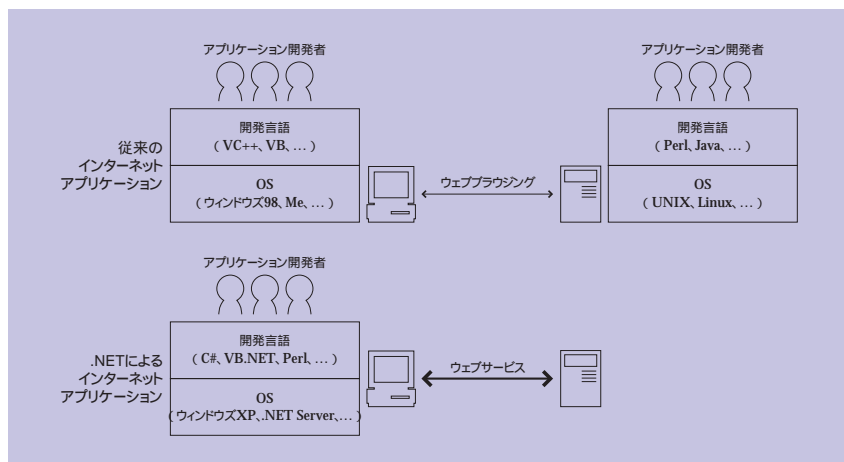 アプリケーション開発者
アプリケーション開発者
従来の
インターネット
アプリケーション
開発言語
（VC++、VB、…）
OS
（ウィンドウズ98、Me、…）
ウェブブラウジング
開発言語
（Perl、Java、…）
OS
（UNIX、Linux、…）
アプリケーション開発者
.NETによる
インターネット
アプリケーション
開発言語
（C#、VB.NET、Perl、…）
OS
（ウィンドウズXP、.NET Server、…）
ウェブサービス